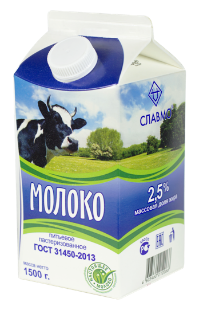 СЛАВМО
МОЛОКО
питьевое
пастеризованное
ГОСТ 31450-2013
масса нетто
1500 г.
2,5%
массовая доля жира